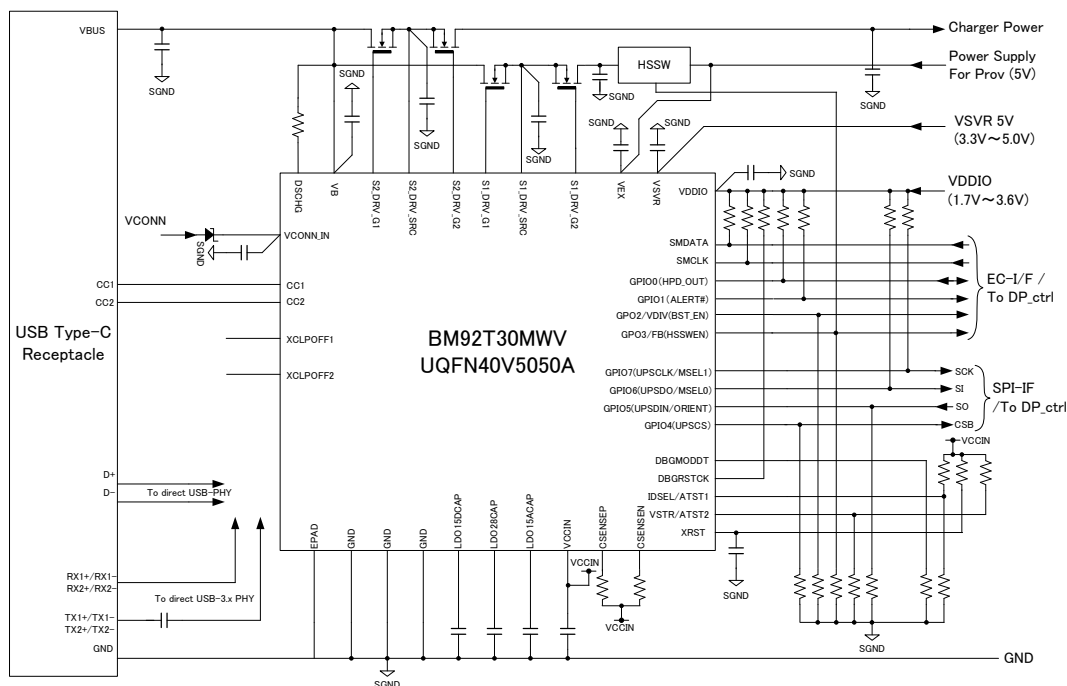 VBUS
Charger Power
Power Supply
For Prov (5V)
HSSW
SGND
SGND
SGND
SGND
SGND
SGND
SGND
SGND
SGND
VSVR 5V
(3.3V~5.0V)
VDDIO
(1.7V~3.6V)
DSCHG
VB
S2_DRV_G1
S2_DRV_SRC
S2_DRV_G2
S1_DRV_G1
S1_DRV_SRC
S1_DRV_G2
VEX
VSVR
VDDIO
VCONN
SGND
VCONN_IN
SMDATA
SMCLK
GPIO0(HPD_OUT)
GPIO1(ALERT#)
GPO2/VDIV(BST_EN)
GPO3/FB(HSSWEN)
EC-I/F /
To DP_ctrl
CC1
CC2
CC1
CC2
XCLPOFF1
XCLPOFF2
USB Type-C
Receptacle
BM92T30MWV
UQFN40V5050A
GPIO7(UPSCLK/MSEL1)
GPIO6(UPSDO/MSEL0)
GPIO5(UPSDIN/ORIENT)
GPIO4(UPSCS)
SCK
SI
SO
CSB
SPI-IF
/To DP_ctrl
VCCIN
DBGMODDT
DBGRSTCK
IDSEL/ATST1
VSTR/ATST2
XRST
SGND
D+
D-
To direct USB-PHY
EPAD
GND
GND
GND
LDO15DCAP
LDO28CAP
LDO15ACAP
VCCIN
CSENSEP
CSENSEN
VCCIN
VCCIN
RX1+/RX1-
RX2+/RX2-
To direct USB-3.x PHY
TX1+/TX1-
TX2+/TX2-
GND
SGND
SGND
GND